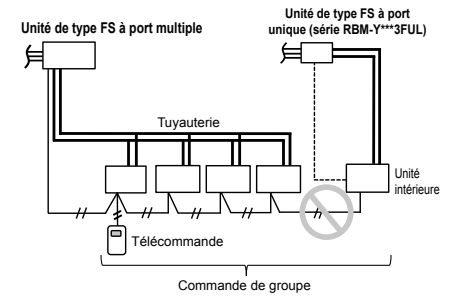 Unité de type FS à port multiple
Unité de type FS à port
unique (série RBM-Y***3FUL)
Tuyauterie
Unité
intérieure
Télécommande
Commande de groupe